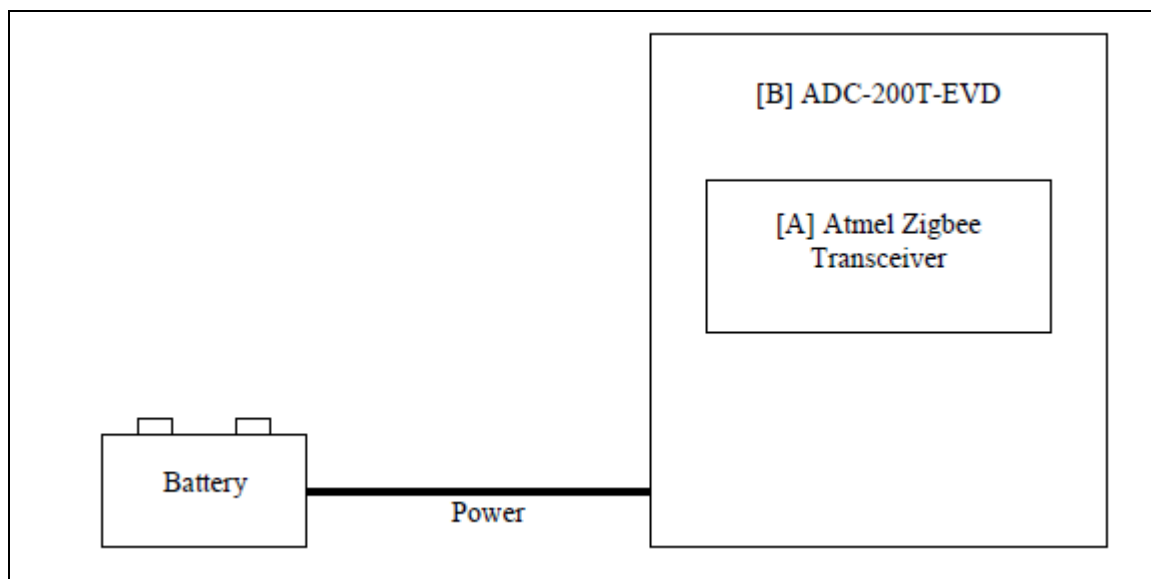 [B] ADC-200T-EVD
[A] Atmel Zigbee
Transceiver
Battery
Power